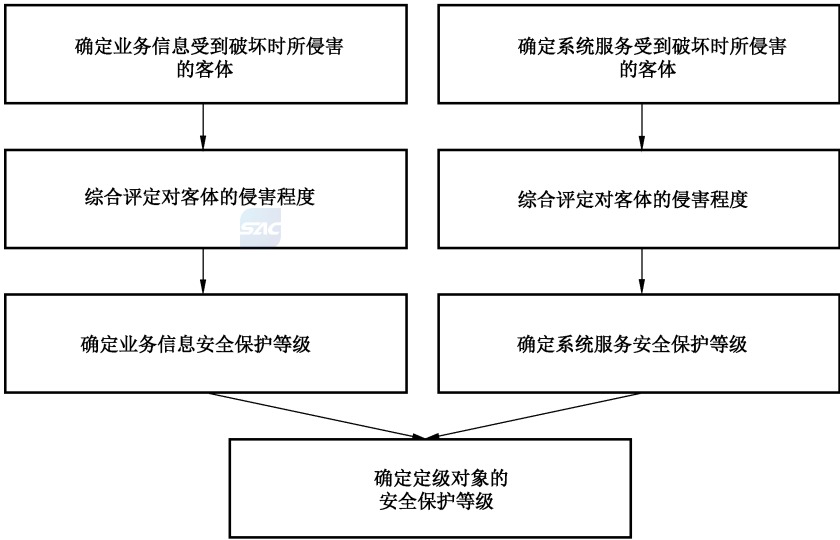 确定业务信息受到破坏时所侵害
的客体
确定系统服务受到破坏时所侵害
的客体
综合评定对客体的侵害程度
综合评定对客体的侵害程度
SAC
确定业务信息安全保护等级
确定系统服务安全保护等级
确定定级对象的
安全保护等级